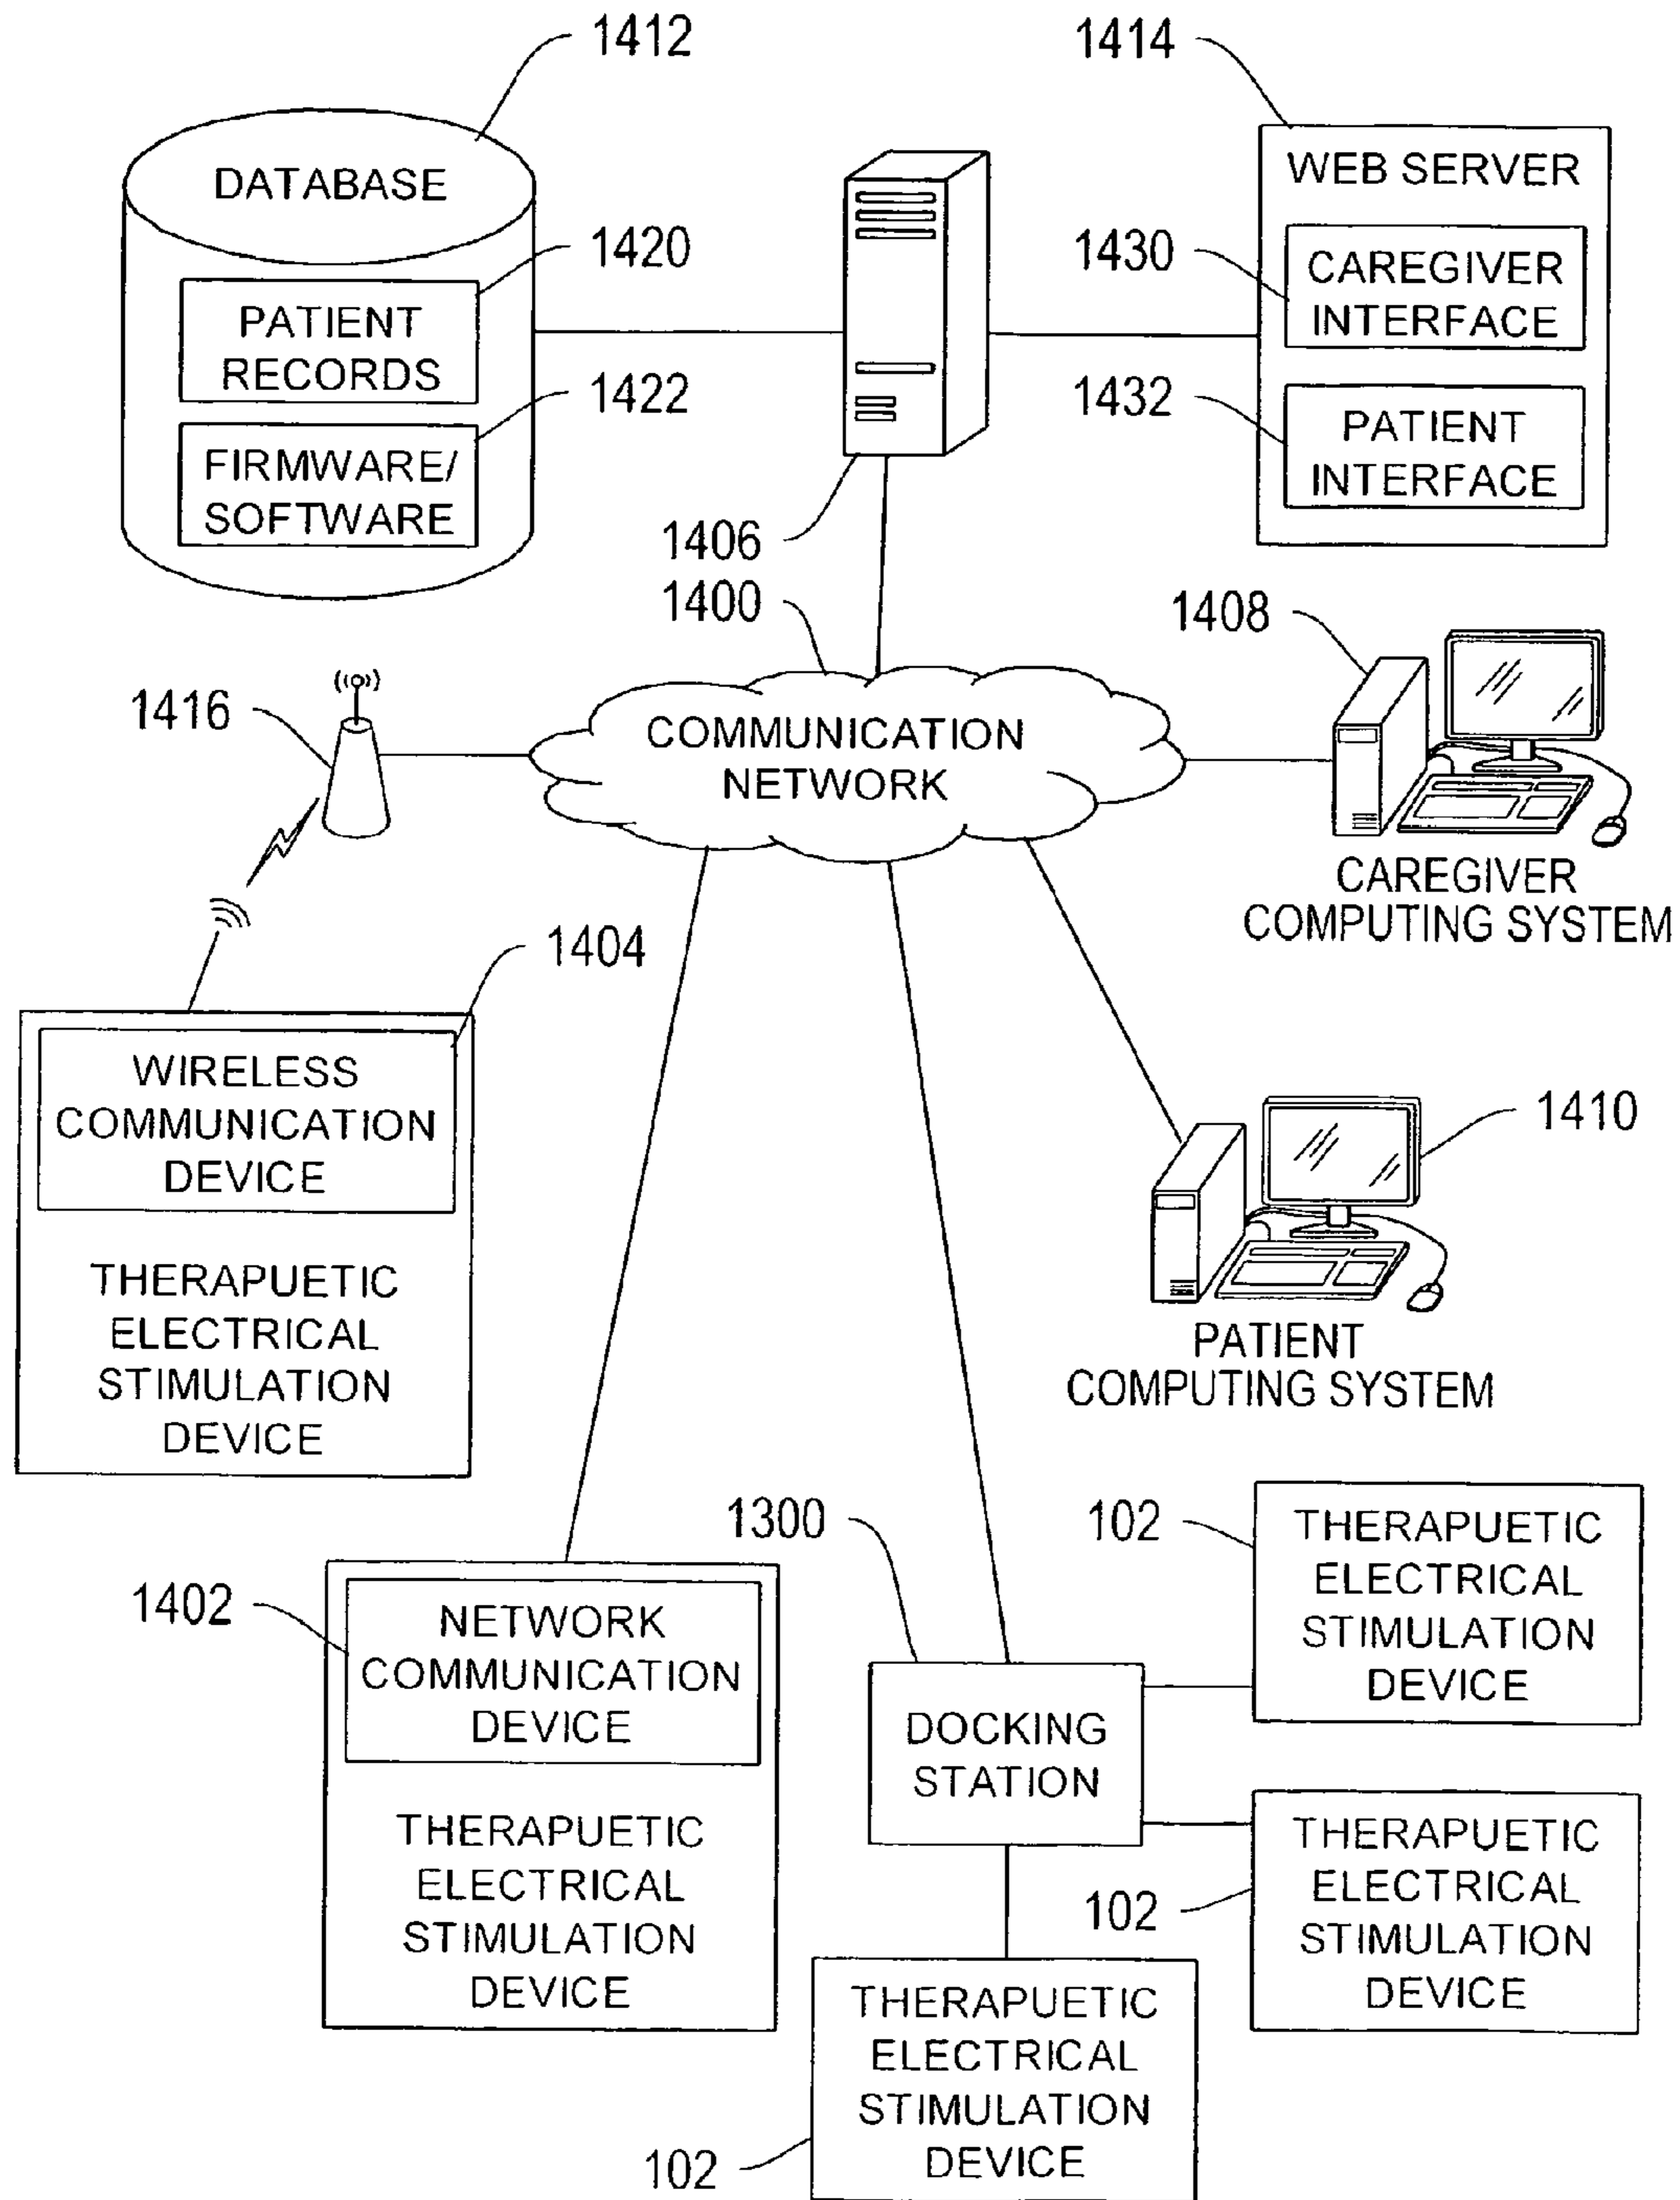 1412
1414
DATABASE
WEB SERVER
1420
1430
CAREGIVER
INTERFACE
PATIENT
RECORDS
1422
1432
PATIENT
INTERFACE
FIRMWARE/
SOFTWARE
1406
1400
1408
1416
COMMUNICATION
NETWORK
CAREGIVER
COMPUTING SYSTEM
1404
WIRELESS
COMMUNICATION
DEVICE
THERAPUETIC
ELECTRICAL
STIMULATION
DEVICE
1410
PATIENT
COMPUTING SYSTEM
1402
NETWORK
COMMUNICATION
DEVICE
THERAPUETIC
ELECTRICAL
STIMULATION
DEVICE
1300
DOCKING
STATION
102
THERAPUETIC
ELECTRICAL
STIMULATION
DEVICE
102
THERAPUETIC
ELECTRICAL
STIMULATION
DEVICE
102
THERAPUETIC
ELECTRICAL
STIMULATION
DEVICE